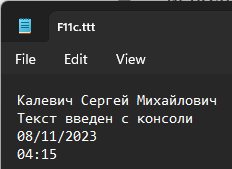 F11c.ttt
File Edit View
Калевич Сергей Михайлович
Текст введен с консоли
08/11/2023
04:15